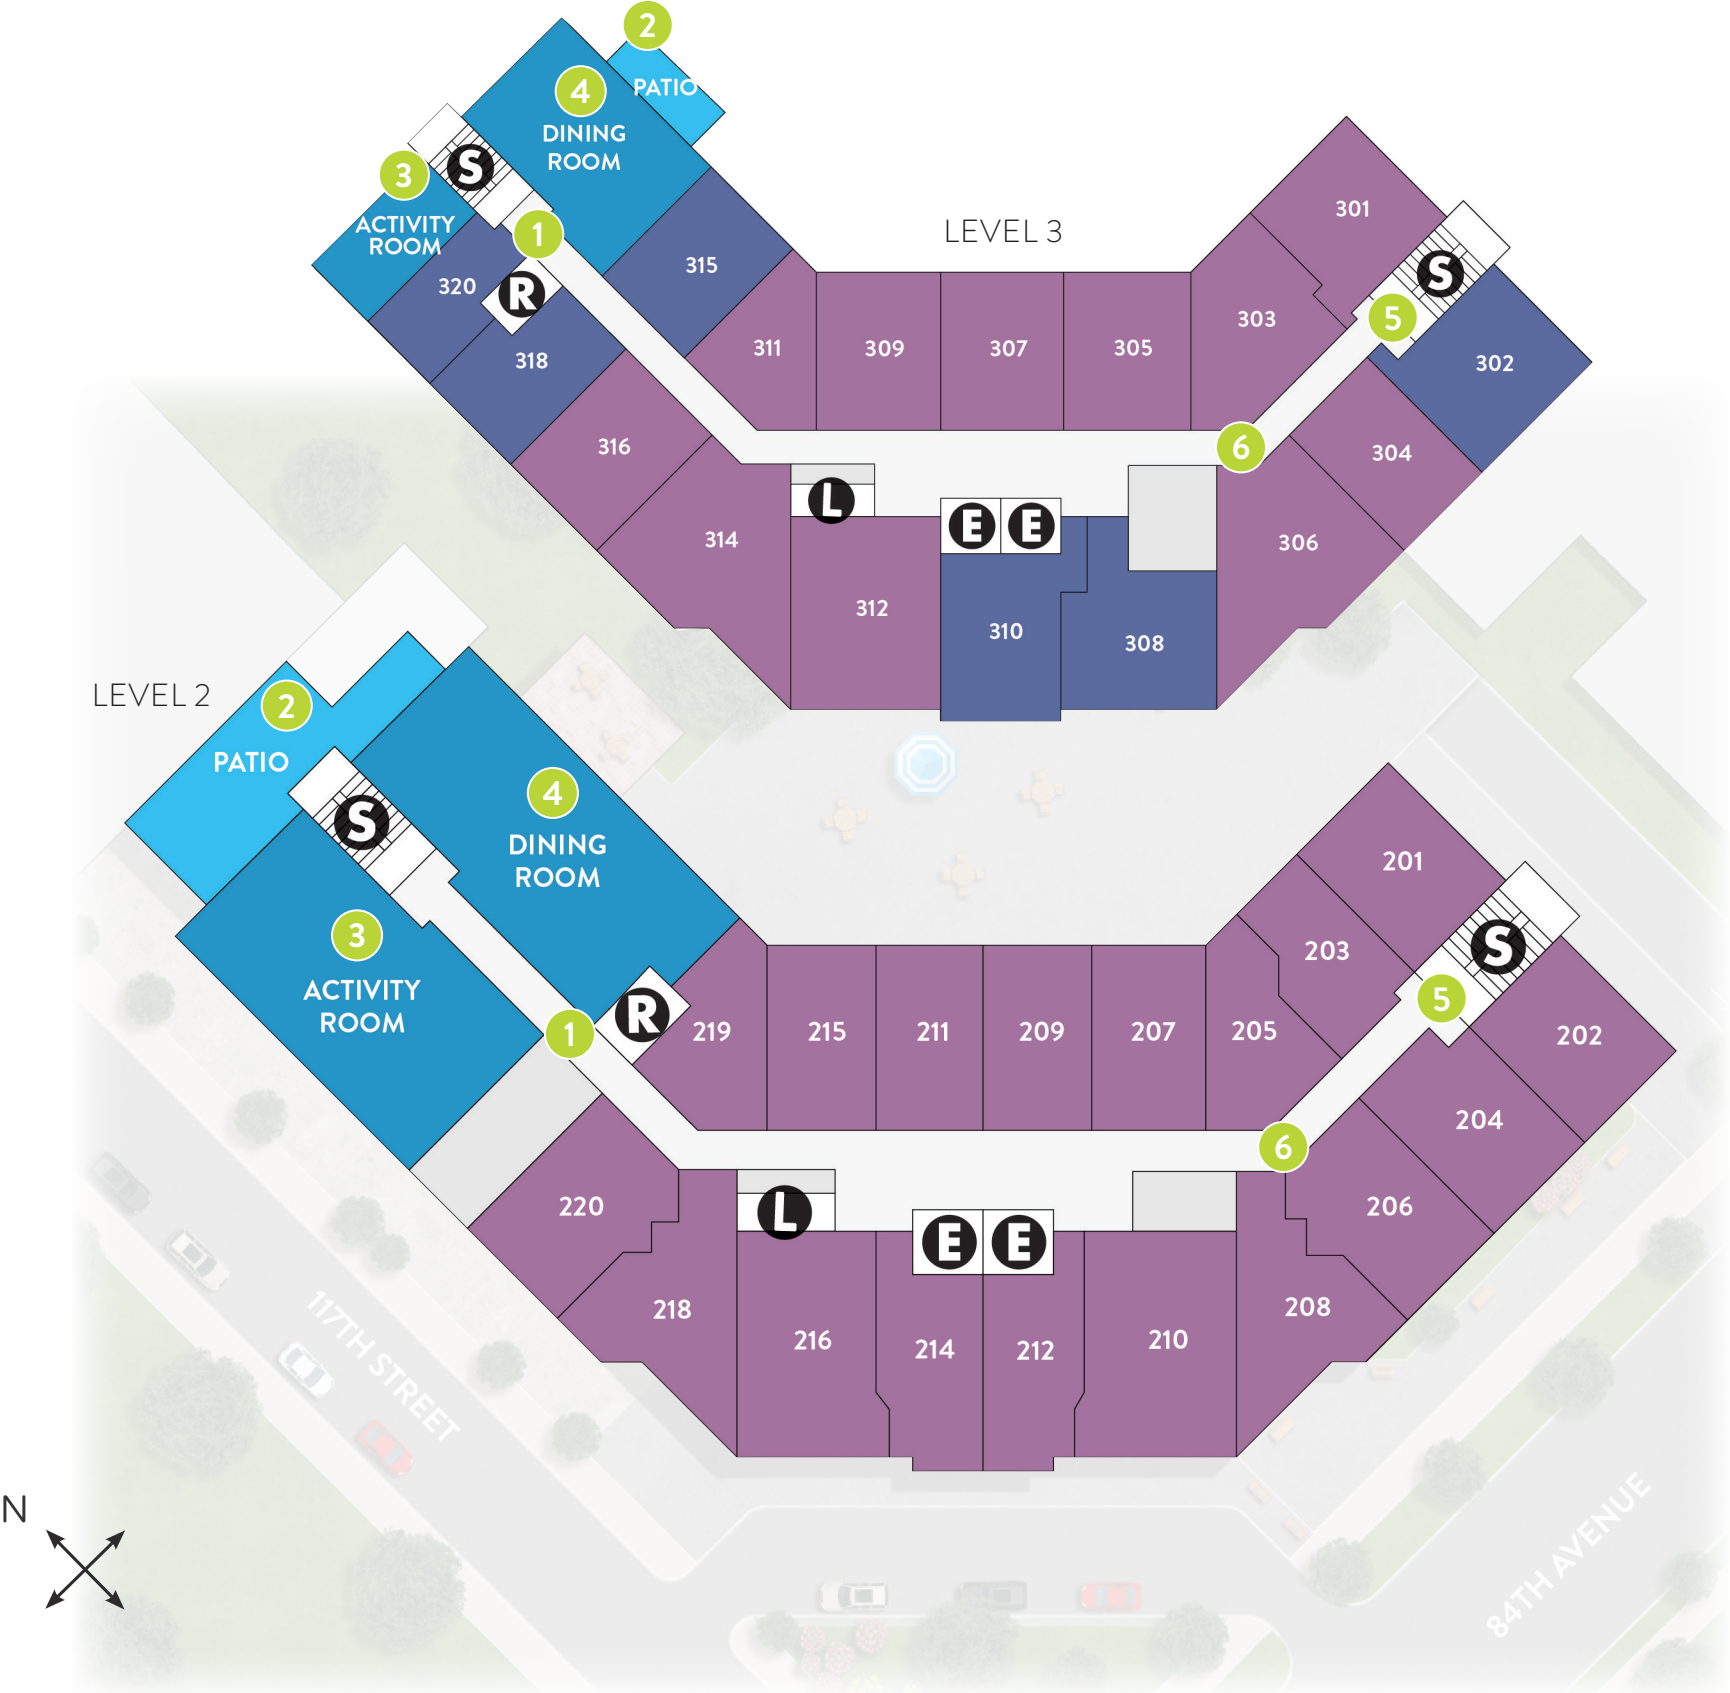 2
PATIO
4
DINING
ROOM
S
3
ACTIVITY
ROOM
1
320
R
318
315
LEVEL 3
311
309
307
305
303
301
S
5
302
316
314
L
312
E
E
310
308
6
304
306
LEVEL 2
2
PATIO
S
4
DINING
ROOM
3
ACTIVITY
ROOM
1
R
219
215
211
209
207
205
203
201
S
5
202
204
6
206
220
218
L
216
E
E
214
212
210
208
117TH STREET
84TH AVENUE
N